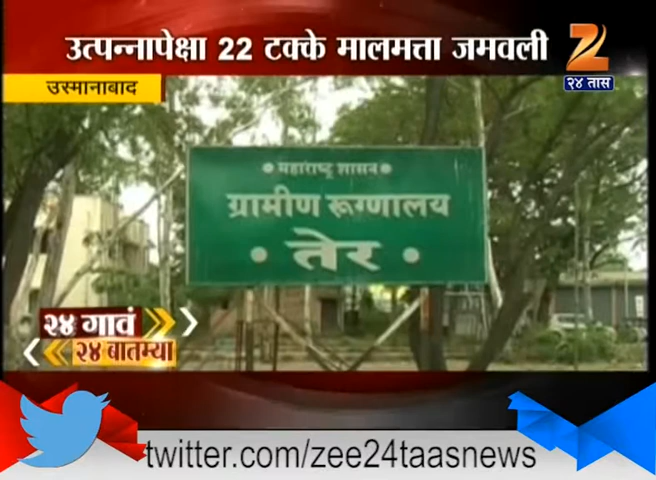 उत्पन्नापेक्षा 22 टक्के मालमत्ता जमवली
Z
२४ तास
उस्मानाबाद
महाराष्ट्र शासन
ग्रामीण रूग्णालय
तेर
२४ गावं
२४ बातम्या
twitter.com/zee24taasnews